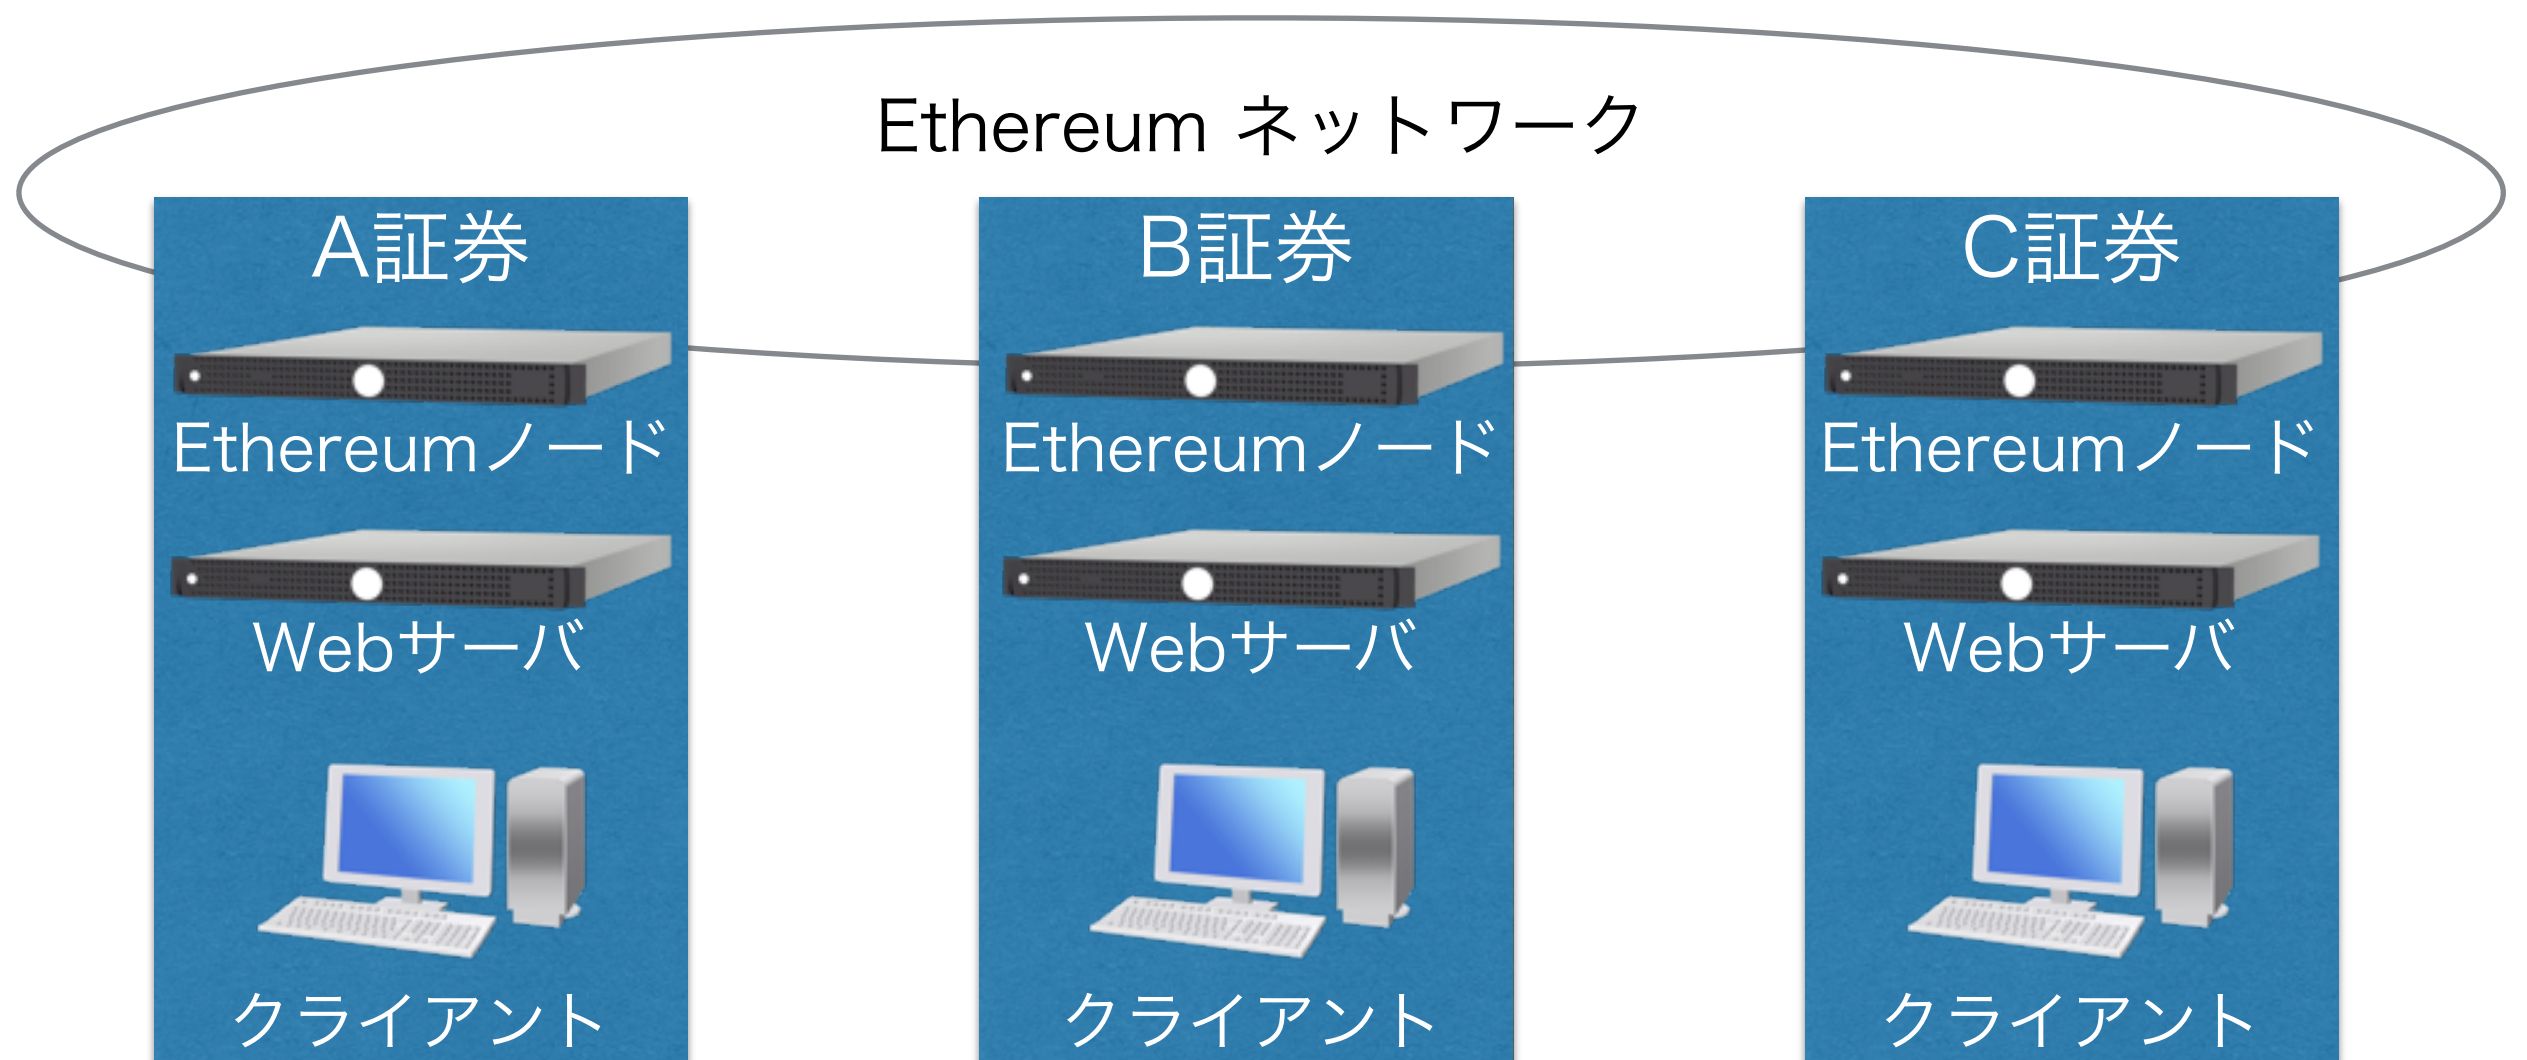 Ethereum ネットワーク
A証券
B証券
C証券
Ethereumノード
Ethereumノード
Ethereumノード
Webサーバ
Webサーバ
Webサーバ
クライアント
クライアント
クライアント